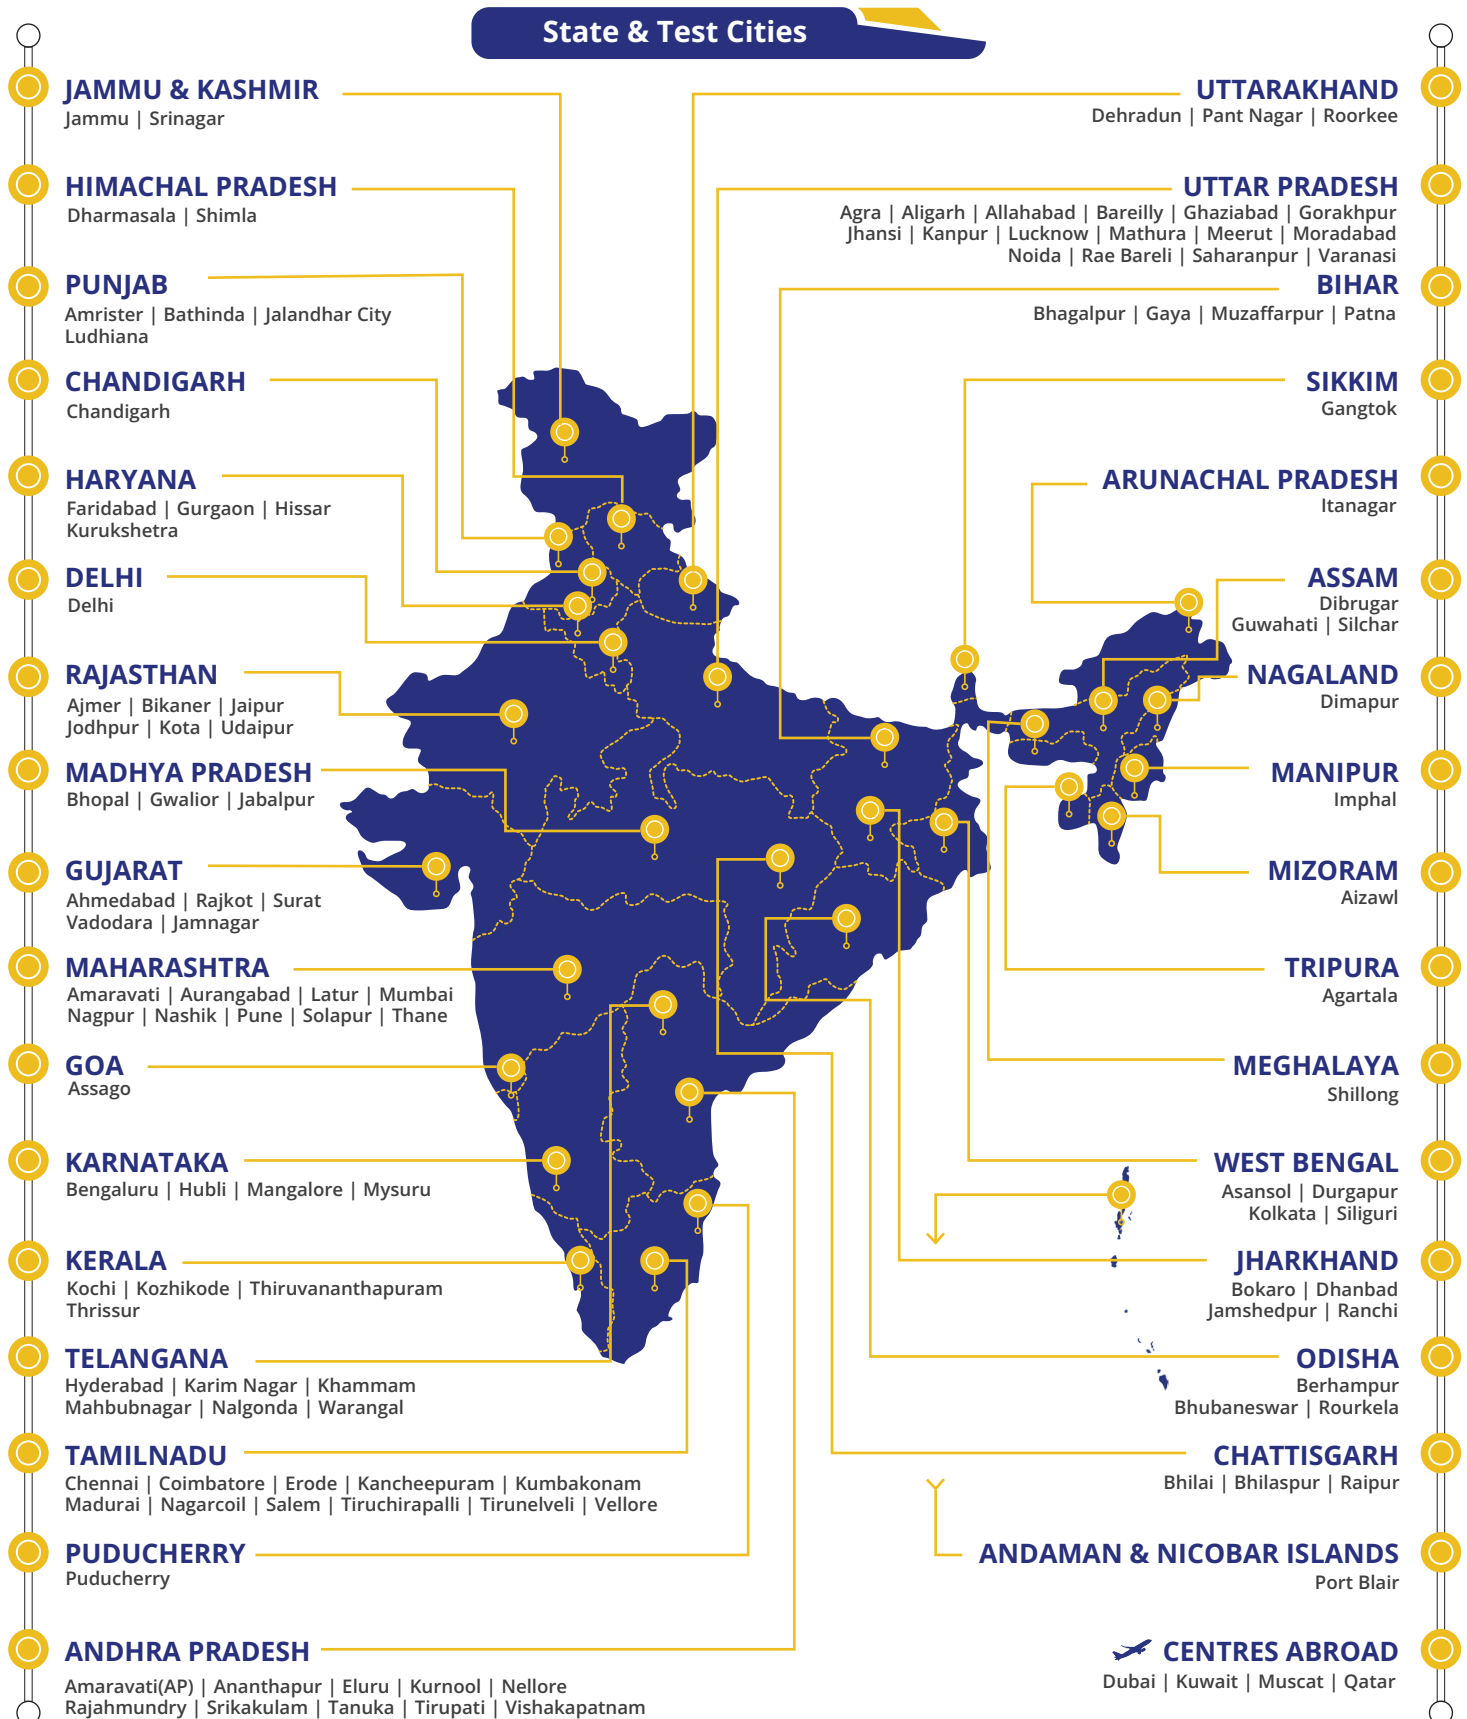 State & Test Cities
JAMMU & KASHMIR
Jammu | Srinagar
HIMACHAL PRADESH
Dharmasala | Shimla
PUNJAB
Amrister | Bathinda | Jalandhar City
Ludhiana
CHANDIGARH
Chandigarh
HARYANA
Faridabad | Gurgaon | Hissar
Kurukshetra
DELHI
Delhi
RAJASTHAN
Ajmer | Bikaner | Jaipur
Jodhpur | Kota | Udaipur
MADHYA PRADESH
Bhopal | Gwalior | Jabalpur
GUJARAT
Ahmedabad | Rajkot | Surat
Vadodara | Jamnagar
MAHARASHTRA
Amaravati | Aurangabad | Latur | Mumbai
Nagpur | Nashik | Pune | Solapur | Thane
GOA
Assago
KARNATAKA
Bengaluru | Hubli | Mangalore | Mysuru
KERALA
Kochi | Kozhikode | Thiruvananthapuram
Thrissur
TELANGANA
Hyderabad | Karim Nagar | Khammam
Mahbubnagar | Nalgonda | Warangal
TAMILNADU
Chennai | Coimbatore | Erode | Kancheepuram | Kumbakonam
Madurai | Nagarcoil | Salem | Tiruchirapalli | Tirunelveli | Vellore
PUDUCHERRY
Puducherry
ANDHRA PRADESH
Amaravati(AP) | Ananthapur | Eluru | Kurnool | Nellore
Rajahmundry | Srikakulam | Tanuka | Tirupati | Vishakapatnam
UTTARAKHAND
Dehradun | Pant Nagar | Roorkee
UTTAR PRADESH
Agra | Aligarh | Allahabad | Bareilly | Ghaziabad | Gorakhpur
Jhansi | Kanpur | Lucknow | Mathura | Meerut | Moradabad
Noida | Rae Bareli | Saharanpur | Varanasi
BIHAR
Bhagalpur | Gaya | Muzaffarpur | Patna
SIKKIM
Gangtok
ARUNACHAL PRADESH
Itanagar
ASSAM
Dibrugar
Guwahati | Silchar
NAGALAND
Dimapur
MANIPUR
Imphal
MIZORAM
Aizawl
TRIPURA
Agartala
MEGHALAYA
Shillong
WEST BENGAL
Asansol | Durgapur
Kolkata | Siliguri
JHARKHAND
Bokaro | Dhanbad
Jamshedpur | Ranchi
ODISHA
Berhampur
Bhubaneswar | Rourkela
CHATTISGARH
Bhilai | Bhilaspur | Raipur
ANDAMAN & NICOBAR ISLANDS
Port Blair
CENTRES ABROAD
Dubai | Kuwait | Muscat | Qatar